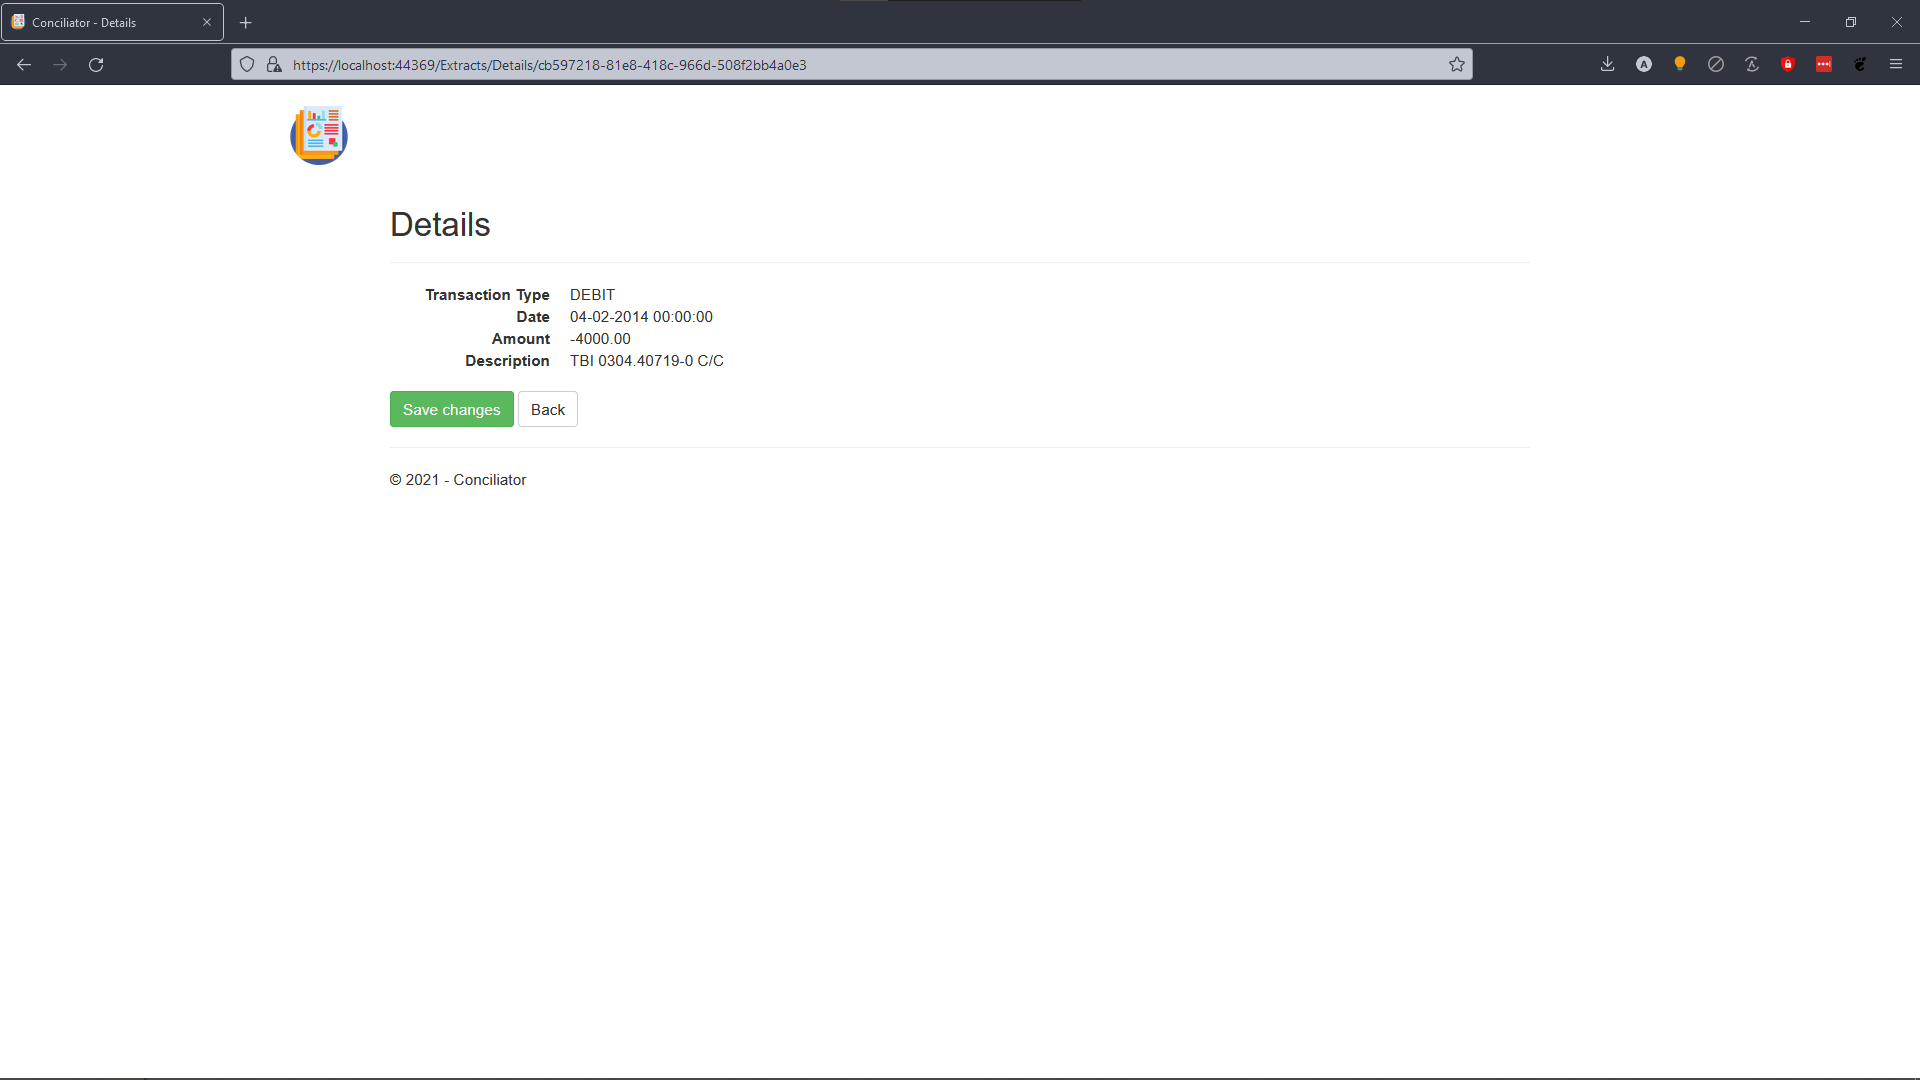 Conciliator - Details
https://localhost:44369/Extracts/Details/cb597218-81e8-418c-966d-508f2bb4a0e3
Details
Transaction Type DEBIT
Date 04-02-2014 00:00:00
Amount -4000.00
Description TBI 0304.40719-0 C/C
Save changes Back
© 2021 - Conciliator